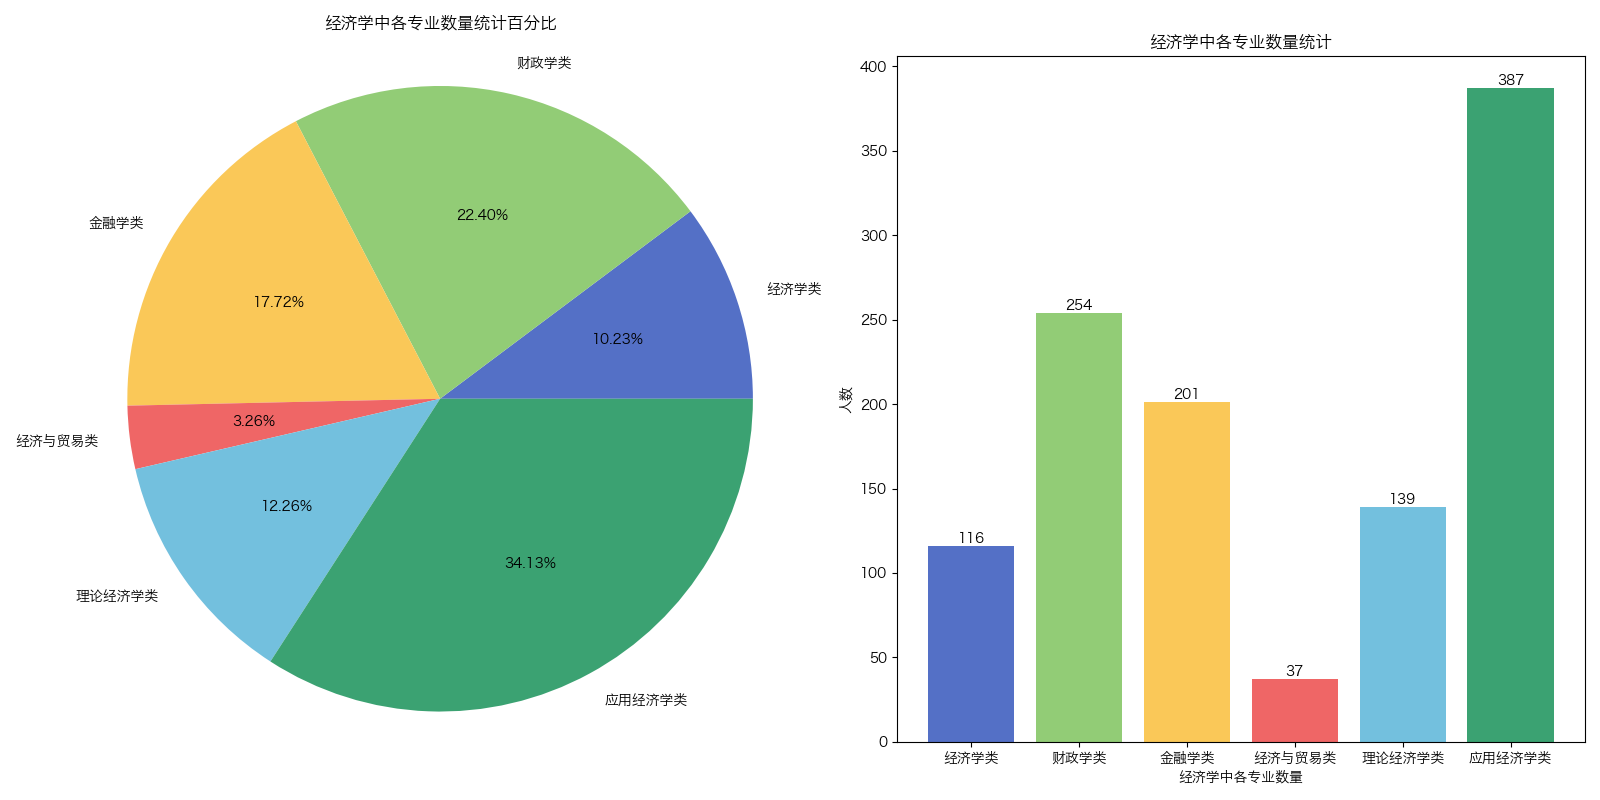 经济学中各专业数量统计百分比
财政学类
金融学类
22.40%
经济学类
17.72%
10.23%
3.26%
经济与贸易类
12.26%
34.13%
理论经济学类
应用经济学类
经济学中各专业数量统计
400
350
300
250
200
150
100
50
0
人数
116
254
201
37
139
387
经济学类
财政学类
金融学类
经济与贸易类
理论经济学类
应用经济学类
经济学中各专业数量